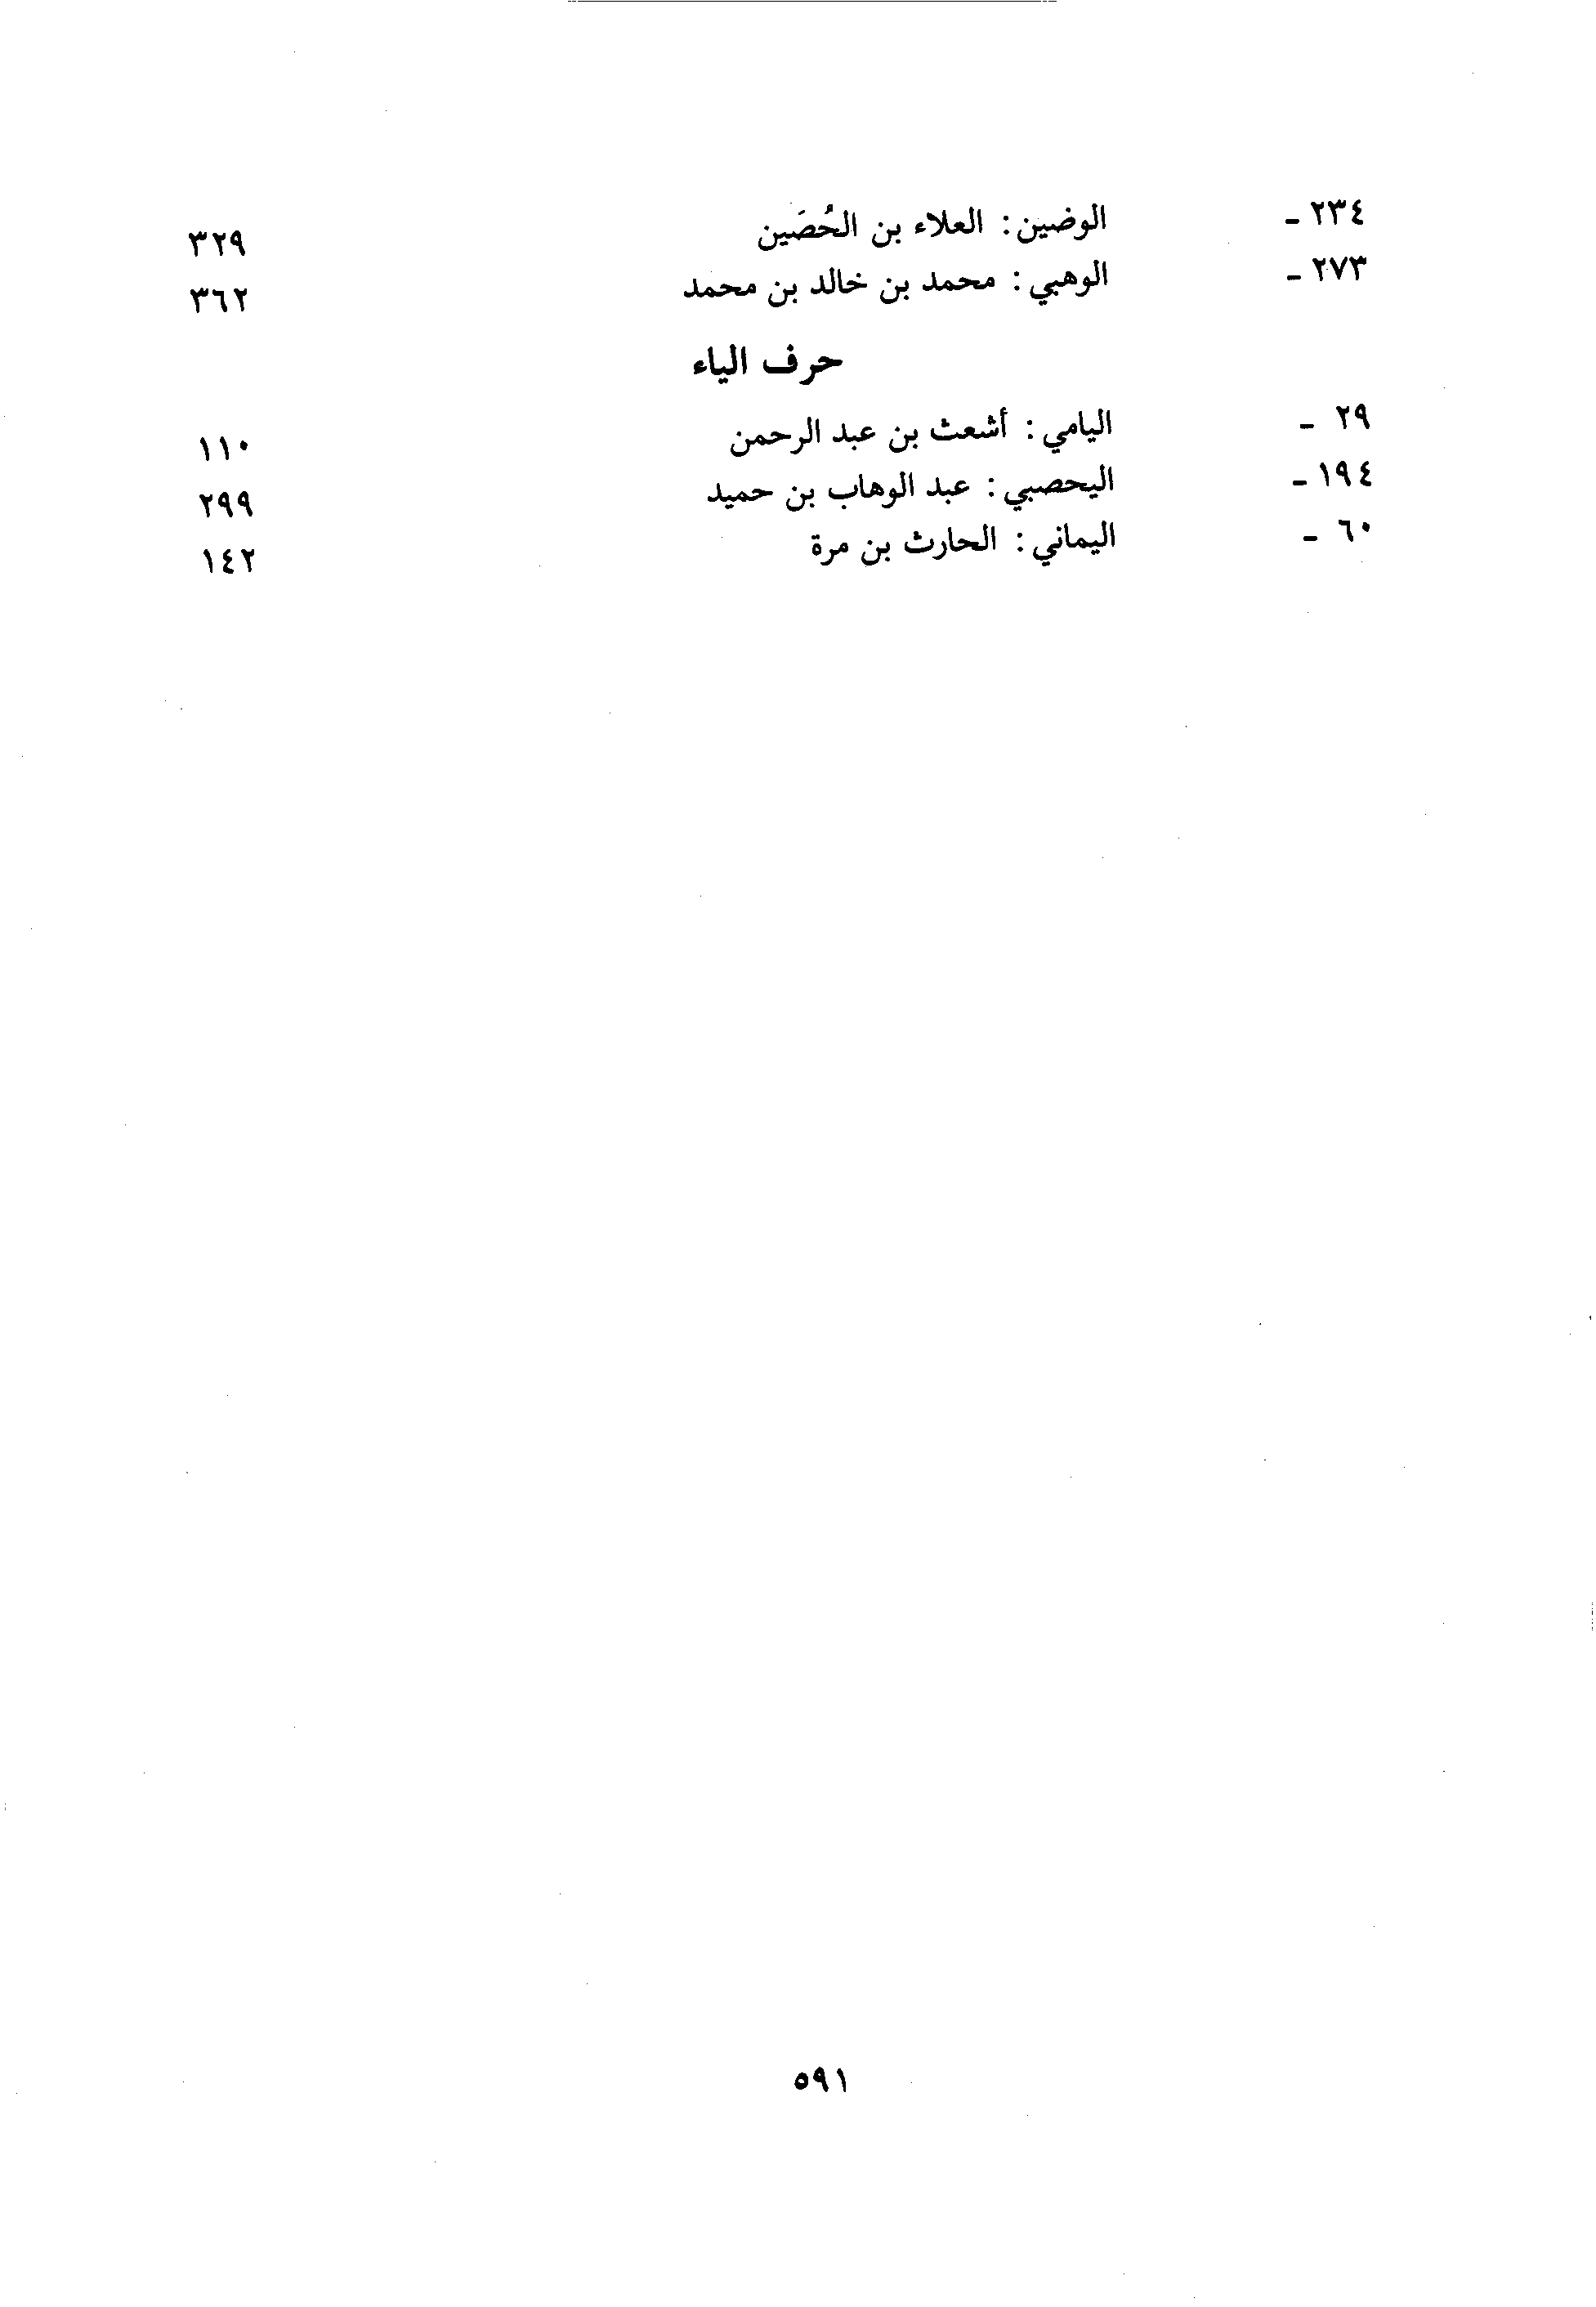 ٢٣٤ - الوضين: العلاء بن الحُصَين ٣٢٩
٢٧٣ - الوهبي: محمد بن خالد بن محمد ٣٦٢
حرف الياء
٢٩ - اليامي: أشعث بن عبد الرحمن ١١٠
١٩٤ - اليحصبي: عبد الوهاب بن حميد ٢٩٩
٦٠ - اليماني: الحارث بن مرة ١٤٢
٥٩١